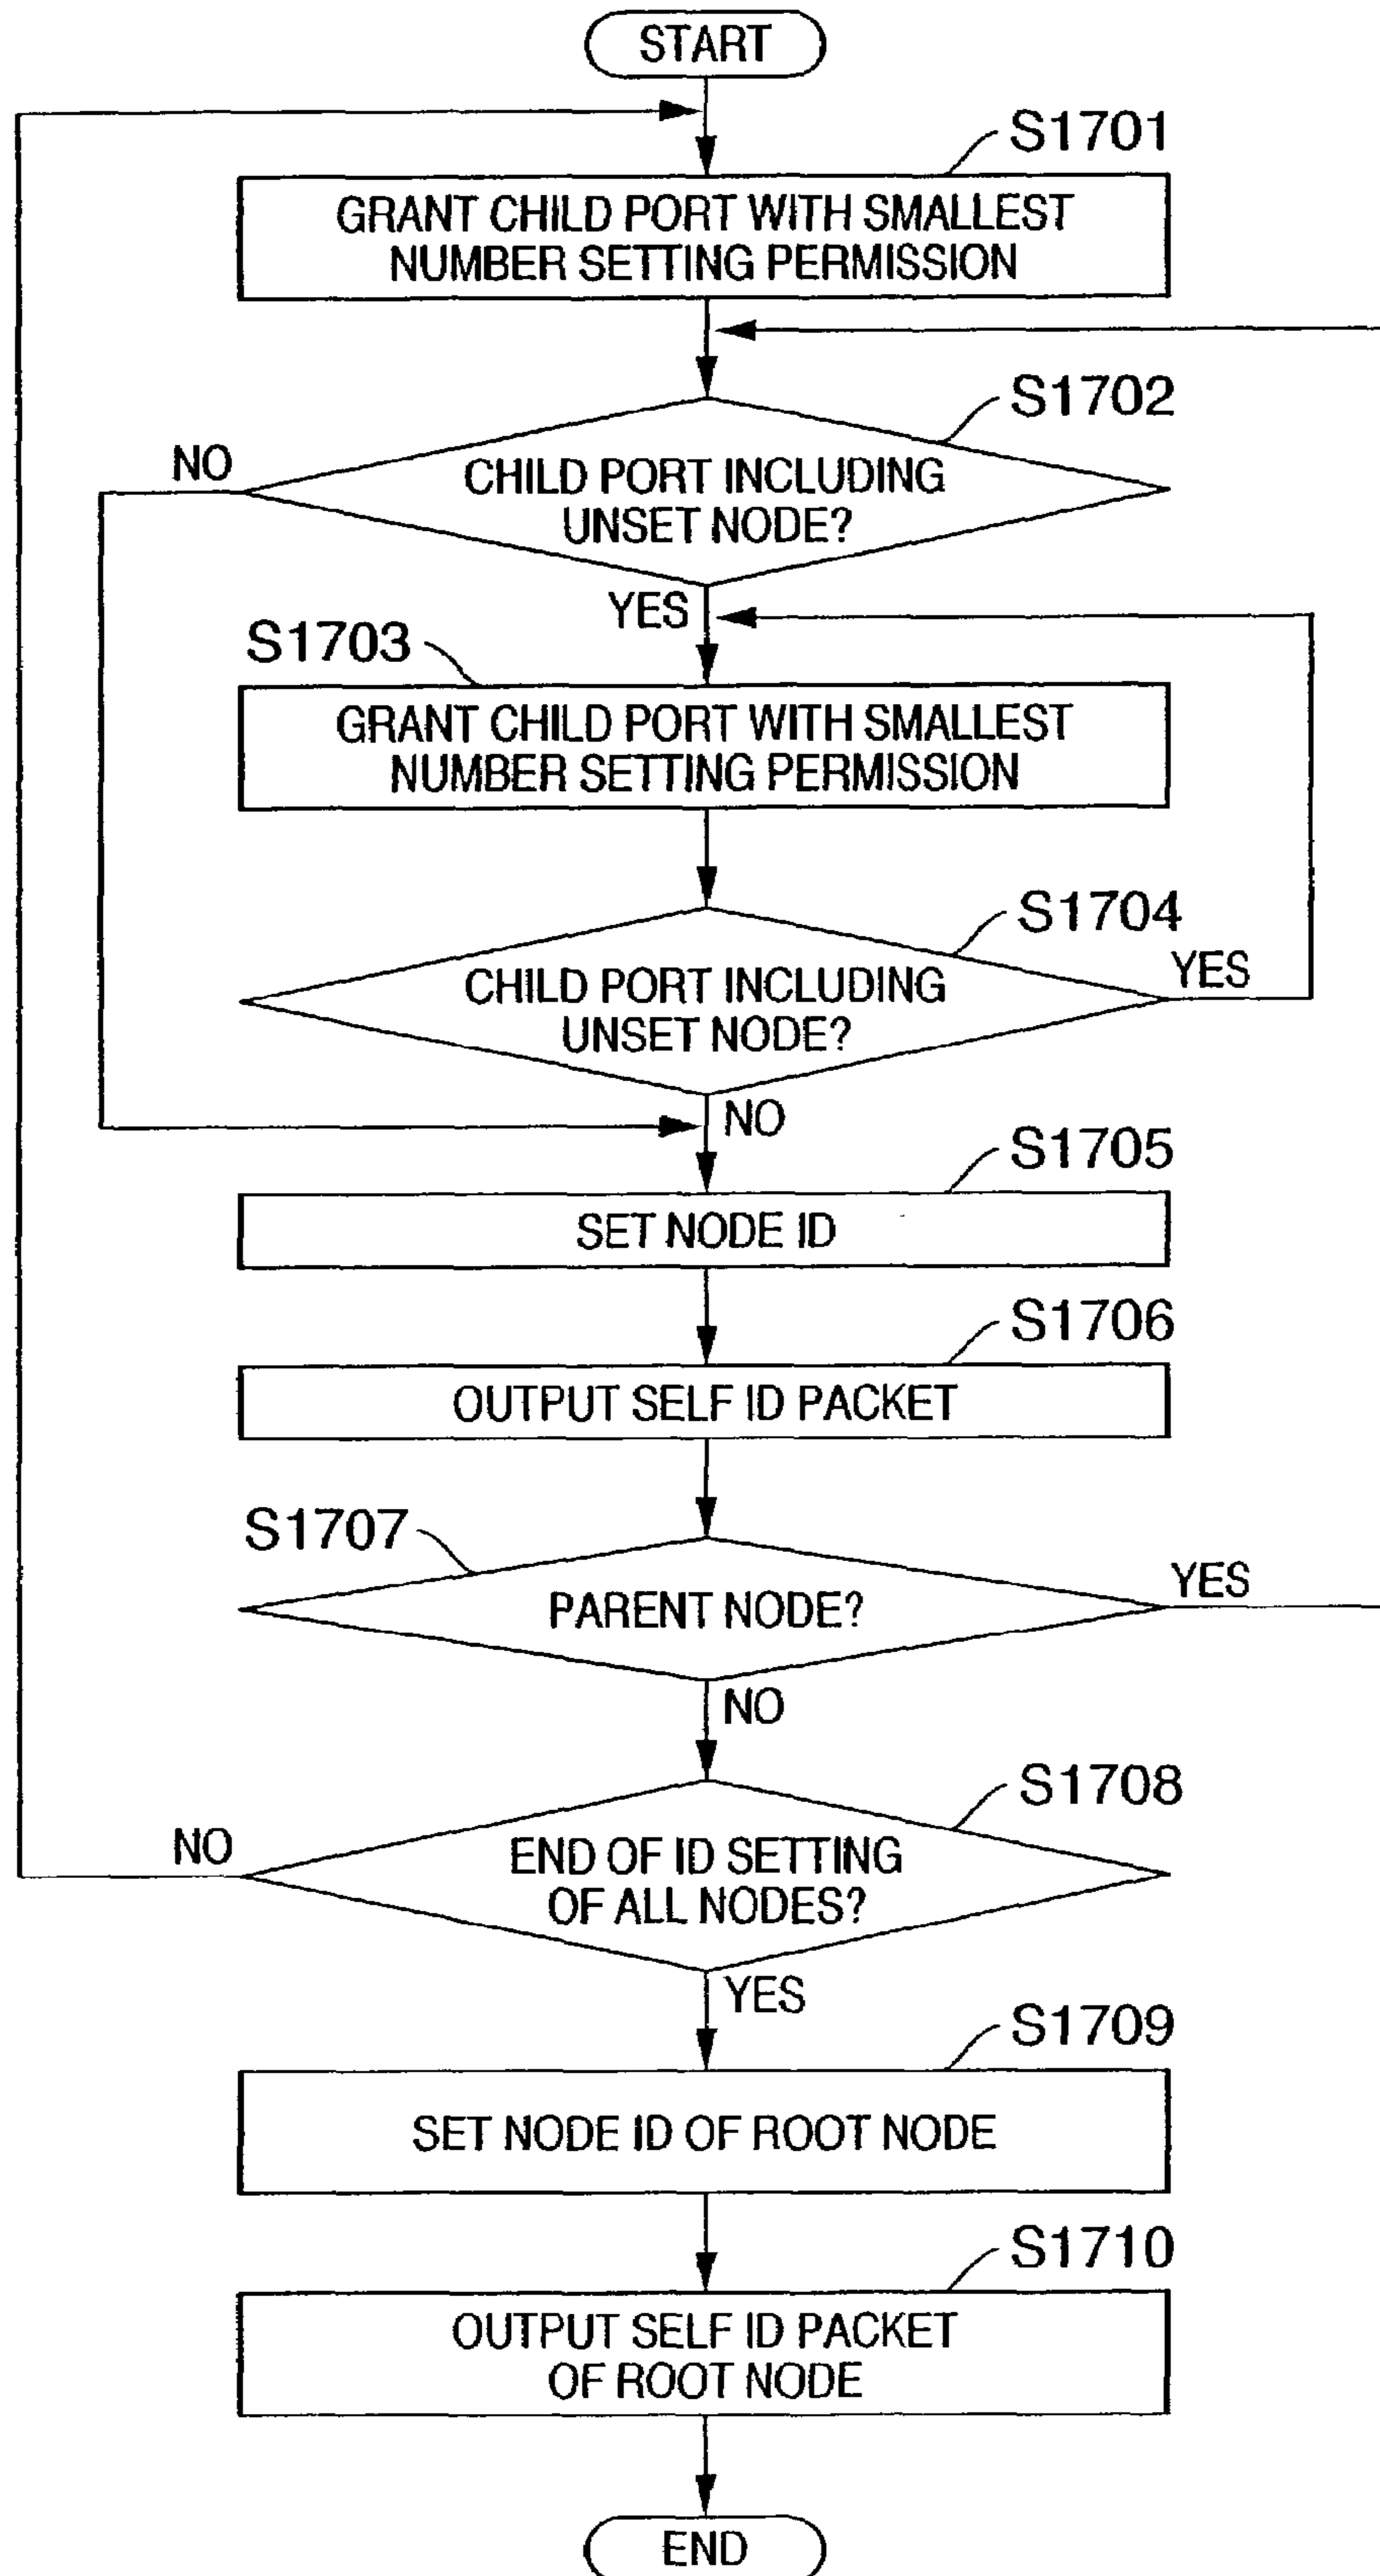 START
S1701
GRANT CHILD PORT WITH SMALLEST
NUMBER SETTING PERMISSION
S1702
NO
CHILD PORT INCLUDING
UNSET NODE?
YES
S1703
GRANT CHILD PORT WITH SMALLEST
NUMBER SETTING PERMISSION
S1704
YES
CHILD PORT INCLUDING
UNSET NODE?
NO
S1705
SET NODE ID
S1706
OUTPUT SELF ID PACKET
S1707
YES
PARENT NODE?
NO
S1708
NO
END OF ID SETTING
OF ALL NODES?
YES
S1709
SET NODE ID OF ROOT NODE
S1710
OUTPUT SELF ID PACKET
OF ROOT NODE
END